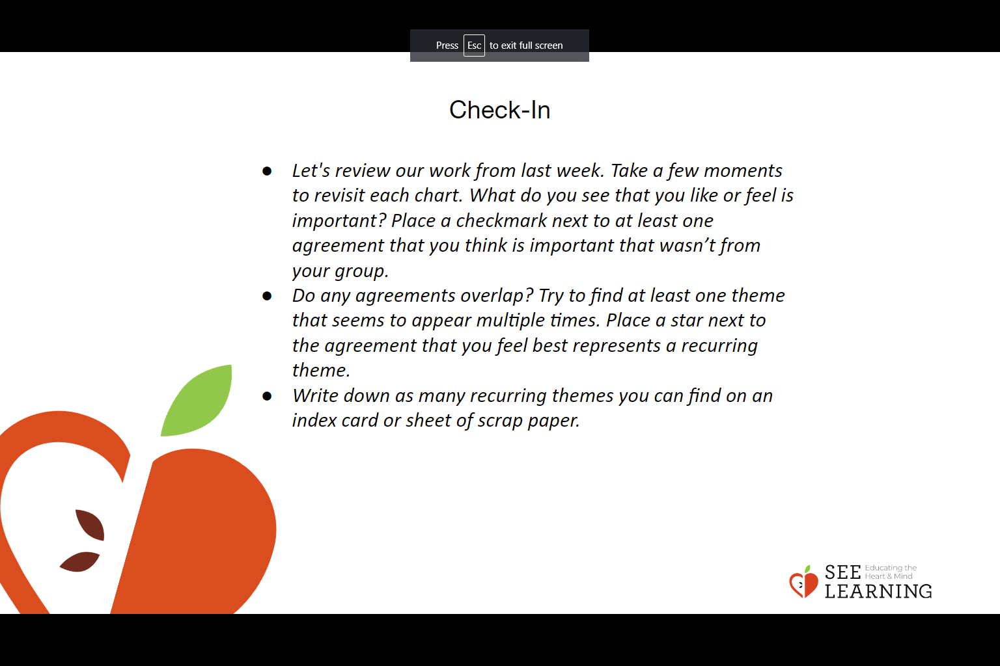 Press Esc to exit full screen
Check-In
● Let's review our work from last week. Take a few moments
to revisit each chart. What do you see that you like or feel is
important? Place a checkmark next to at least one
agreement that you think is important that wasn’t from
your group.
● Do any agreements overlap? Try to find at least one theme
that seems to appear multiple times. Place a star next to
the agreement that you feel best represents a recurring
theme.
● Write down as many recurring themes you can find on an
index card or sheet of scrap paper.
SEE Educating the
Heart & Mind
LEARNING